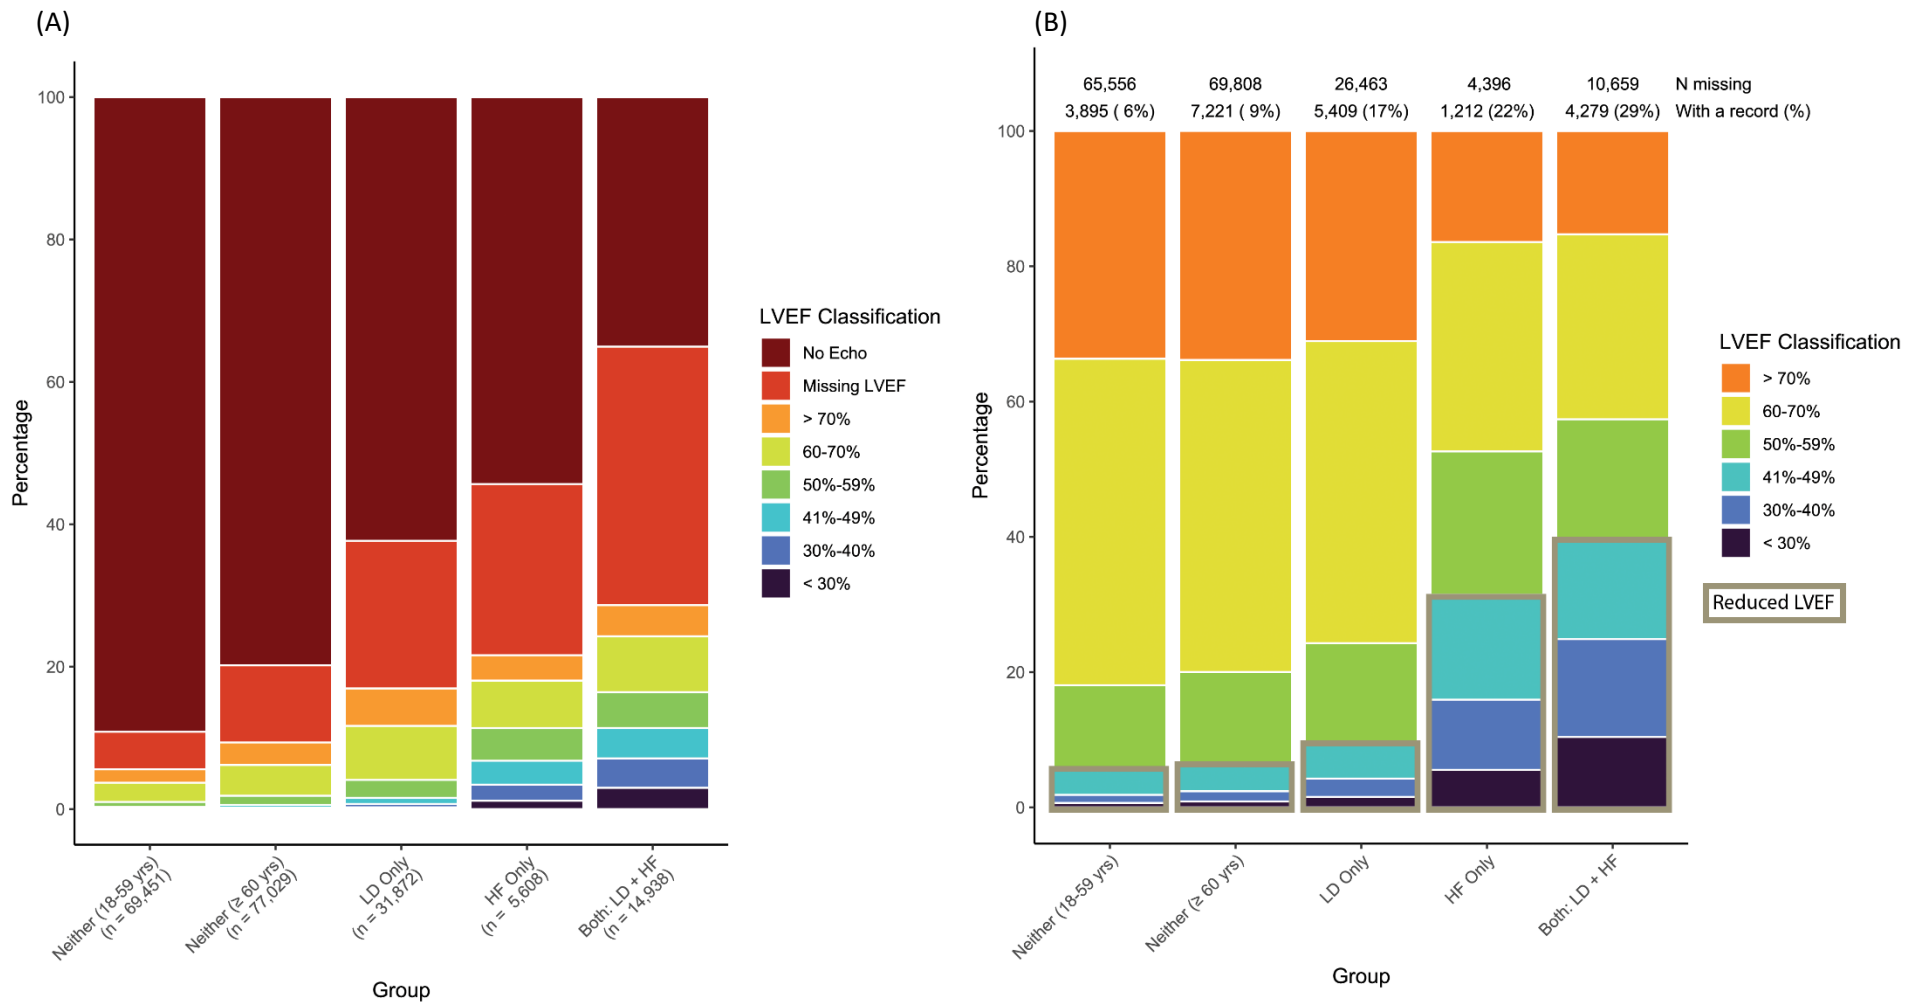 (A)
Percentage
100
80
60
40
20
0
Neither (18-59 yrs)
(n = 69,451)
Neither (≥ 60 yrs)
(n = 77,029)
LD Only
(n = 31,872)
HF Only
(n = 5,608)
Both: LD + HF
(n = 14,938)
Group
LVEF Classification
No Echo
Missing LVEF
> 70%
60-70%
50%-59%
41%-49%
30%-40%
< 30%
(B)
65,556 69,808 26,463 4,396 10,659 N missing
3,895 ( 6%) 7,221 ( 9%) 5,409 (17%) 1,212 (22%) 4,279 (29%) With a record (%)
Percentage
100
80
60
40
20
0
Neither (18-59 yrs)
Neither (≥ 60 yrs)
LD Only
HF Only
Both: LD + HF
Group
LVEF Classification
> 70%
60-70%
50%-59%
41%-49%
30%-40%
< 30%
Reduced LVEF